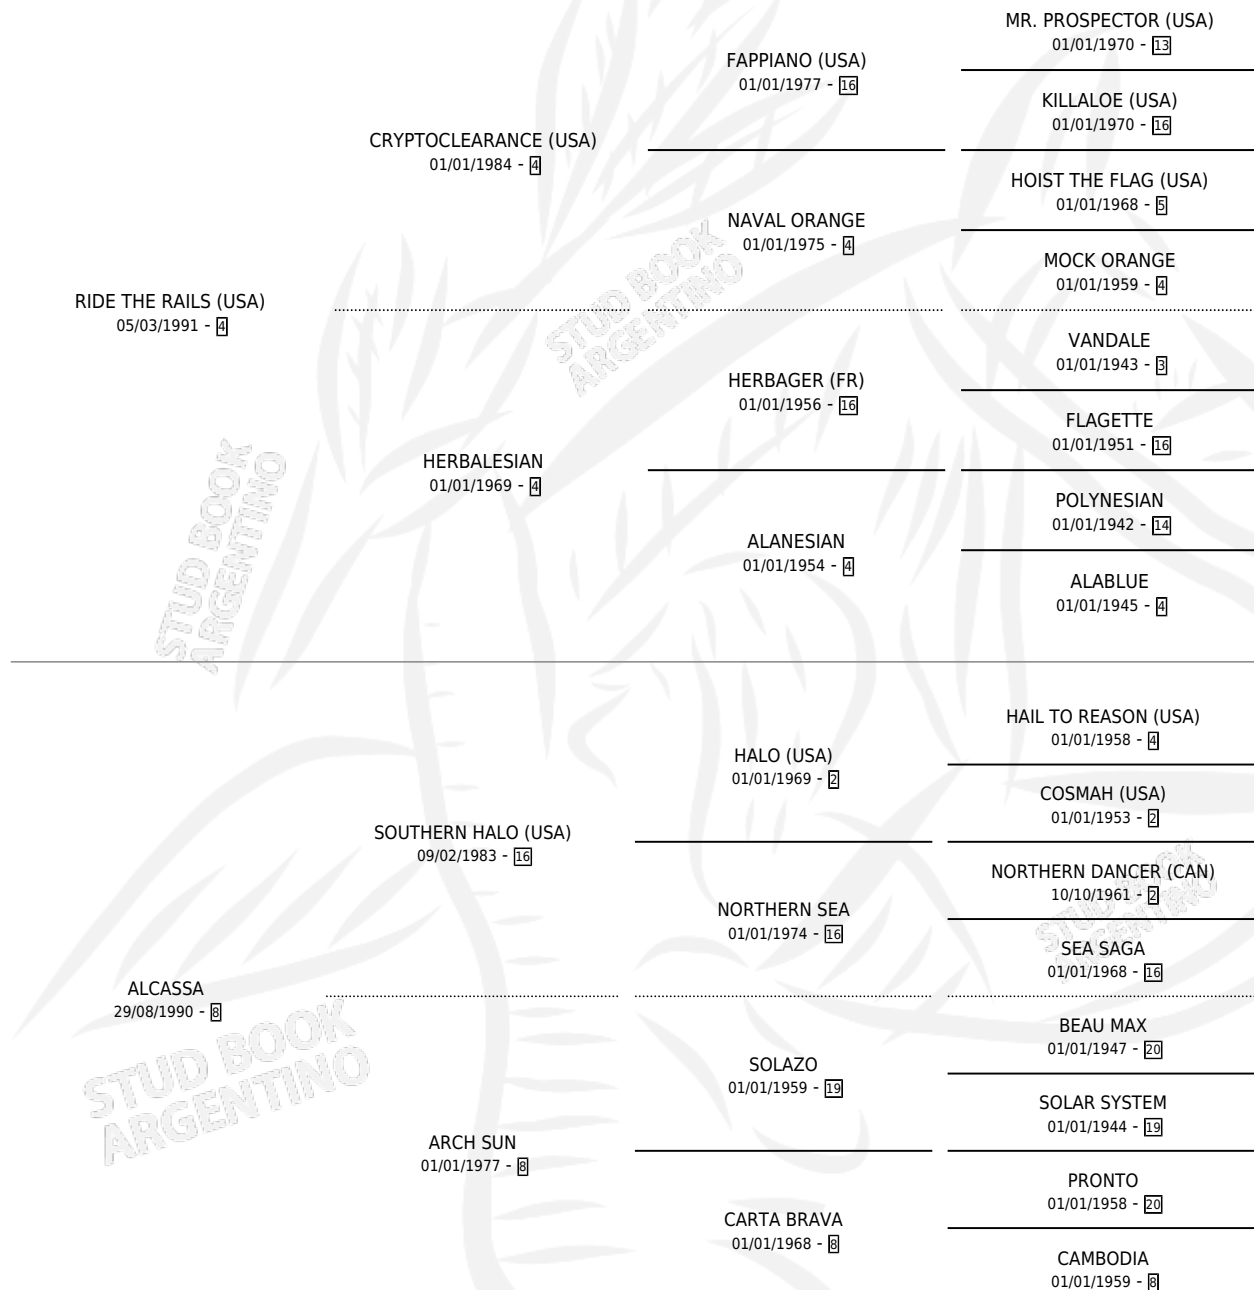 MR. PROSPECTOR (USA)
01/01/1970 - 13
FAPPIANO (USA)
01/01/1977 - 16
KILLALOE (USA)
01/01/1970 - 16
CRYPTOCLEARANCE (USA)
01/01/1984 - 4
HOIST THE FLAG (USA)
01/01/1968 - 5
NAVAL ORANGE
01/01/1975 - 4
MOCK ORANGE
01/01/1959 - 4
STUD BOOK
ARGENTINO
RIDE THE RAILS (USA)
05/03/1991 - 4
VANDALE
01/01/1943 - 3
HERBAGER (FR)
01/01/1956 - 16
FLAGETTE
01/01/1951 - 16
HERBALESIAN
01/01/1969 - 4
POLYNESIAN
01/01/1942 - 14
ALANESIAN
01/01/1954 - 4
ALABLUE
01/01/1945 - 4
STUD BOOK
ARGENTINO
HAIL TO REASON (USA)
01/01/1958 - 4
HALO (USA)
01/01/1969 - 2
COSMAH (USA)
01/01/1953 - 2
SOUTHERN HALO (USA)
09/02/1983 - 16
NORTHERN DANCER (CAN)
10/10/1961 - 2
NORTHERN SEA
01/01/1974 - 16
SEA SAGA
01/01/1968 - 16
STUD BOOK
ARGENTINO
ALCASSA
29/08/1990 - 8
BEAU MAX
01/01/1947 - 20
SOLAZO
01/01/1959 - 19
SOLAR SYSTEM
01/01/1944 - 19
STUD BOOK
ARGENTINO
ARCH SUN
01/01/1977 - 8
PRONTO
01/01/1958 - 20
CARTA BRAVA
01/01/1968 - 8
CAMBODIA
01/01/1959 - 8